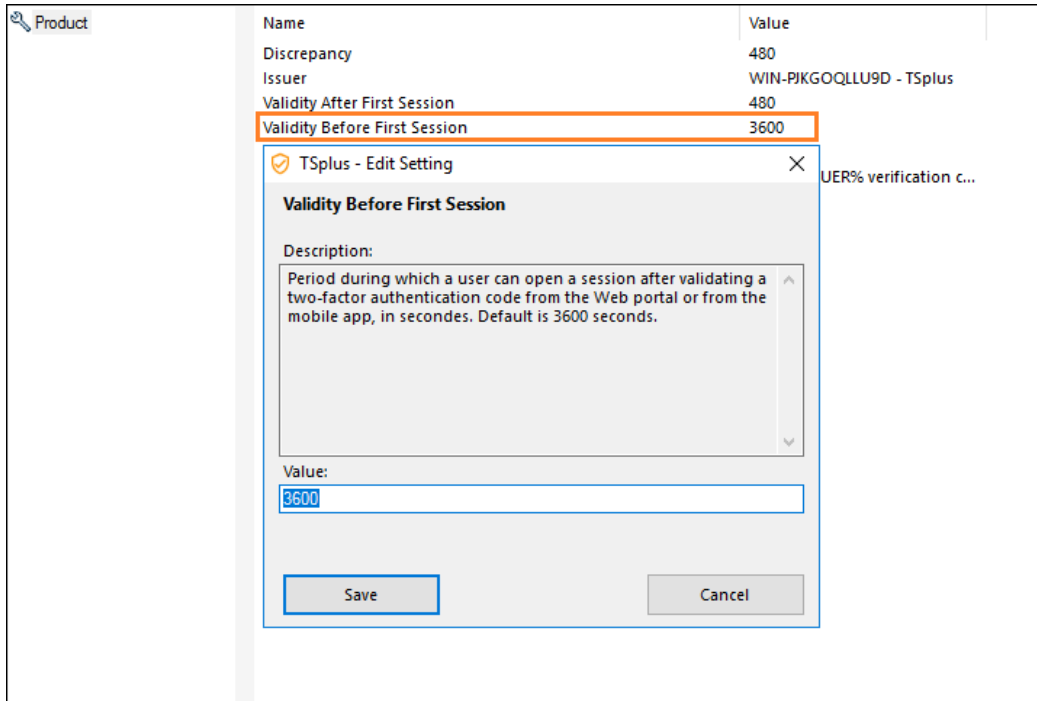 Product
Name Value
Discrepancy 480
Issuer WIN-PJKGOQLLU9D - TSplus
Validity After First Session 480
Validity Before First Session 3600
TSplus - Edit Setting
UER% verification c...
Validity Before First Session
Description:
Period during which a user can open a session after validating a
two-factor authentication code from the Web portal or from the
mobile app, in secondes. Default is 3600 seconds.
Value:
3600
Save Cancel